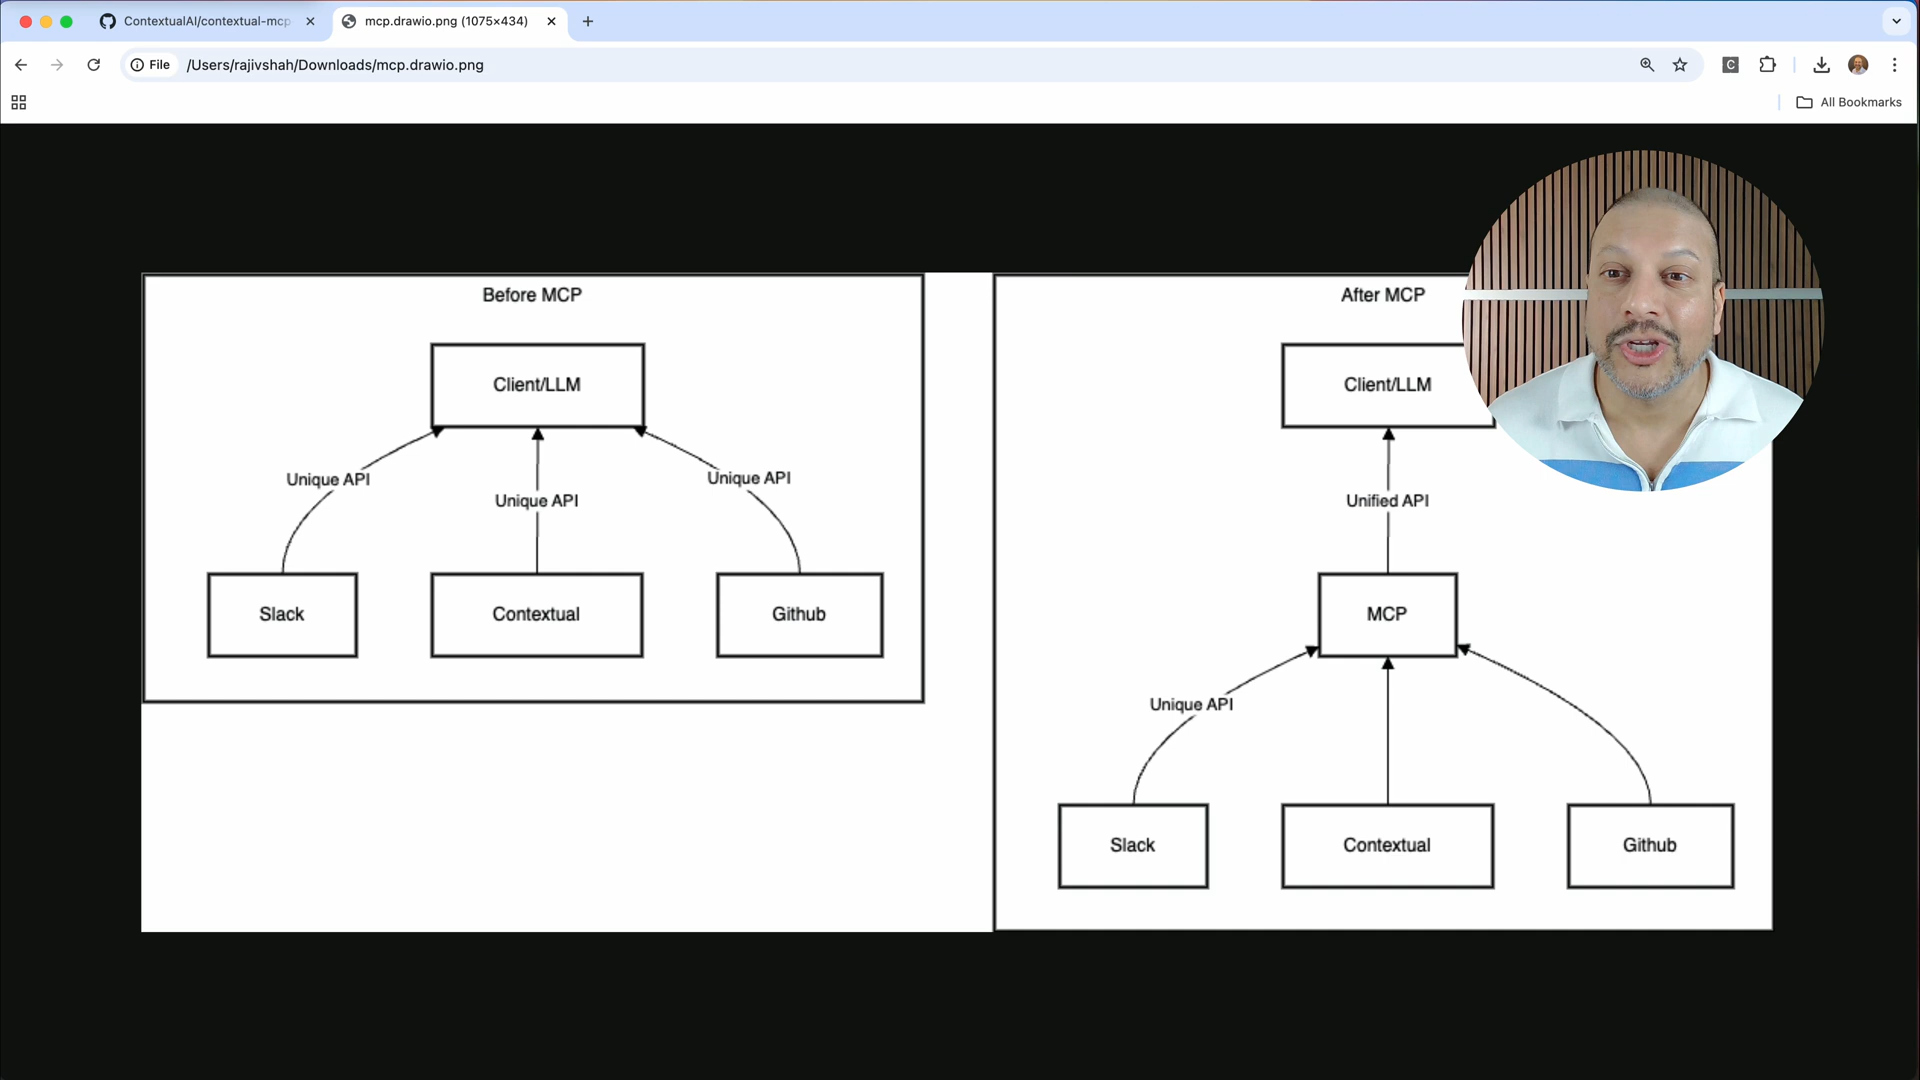 ContextualAI/contextual-mcp
mcp.drawio.png (1075×434)
File
/Users/rajivshah/Downloads/mcp.drawio.png
C
All Bookmarks
Before MCP
Client/LLM
Unique API
Unique API
Unique API
Slack
Contextual
Github
After MCP
Client/LLM
Unified API
MCP
Unique API
Slack
Contextual
Github